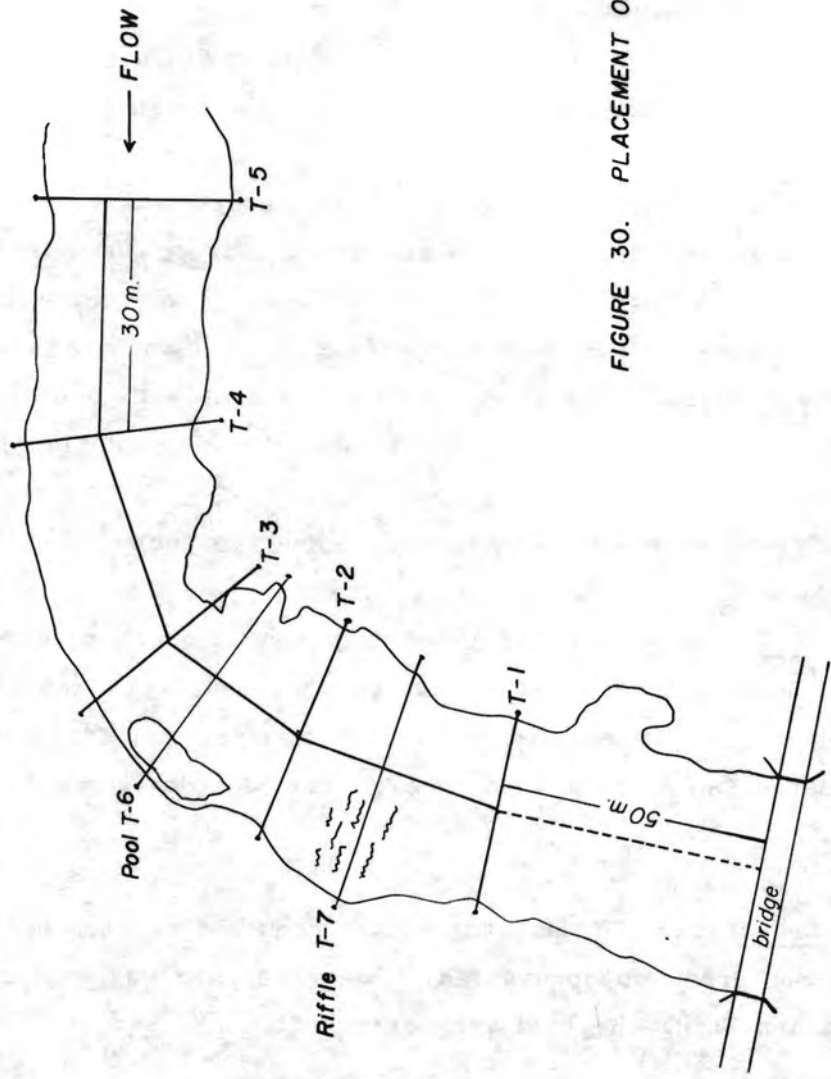 ← FLOW
T-5
30 m.
T-4
T-3
T-2
Pool T-6
Riffle T-7
T-1
50 m.
bridge
FIGURE 30. PLACEMENT O